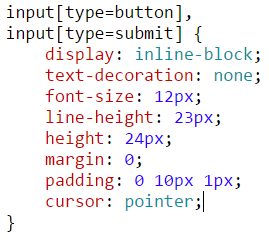 input[type=button],
input[type=submit] {
    display: inline-block;
    text-decoration: none;
    font-size: 12px;
    line-height: 23px;
    height: 24px;
    margin: 0;
    padding: 0 10px 1px;
    cursor: pointer;
}